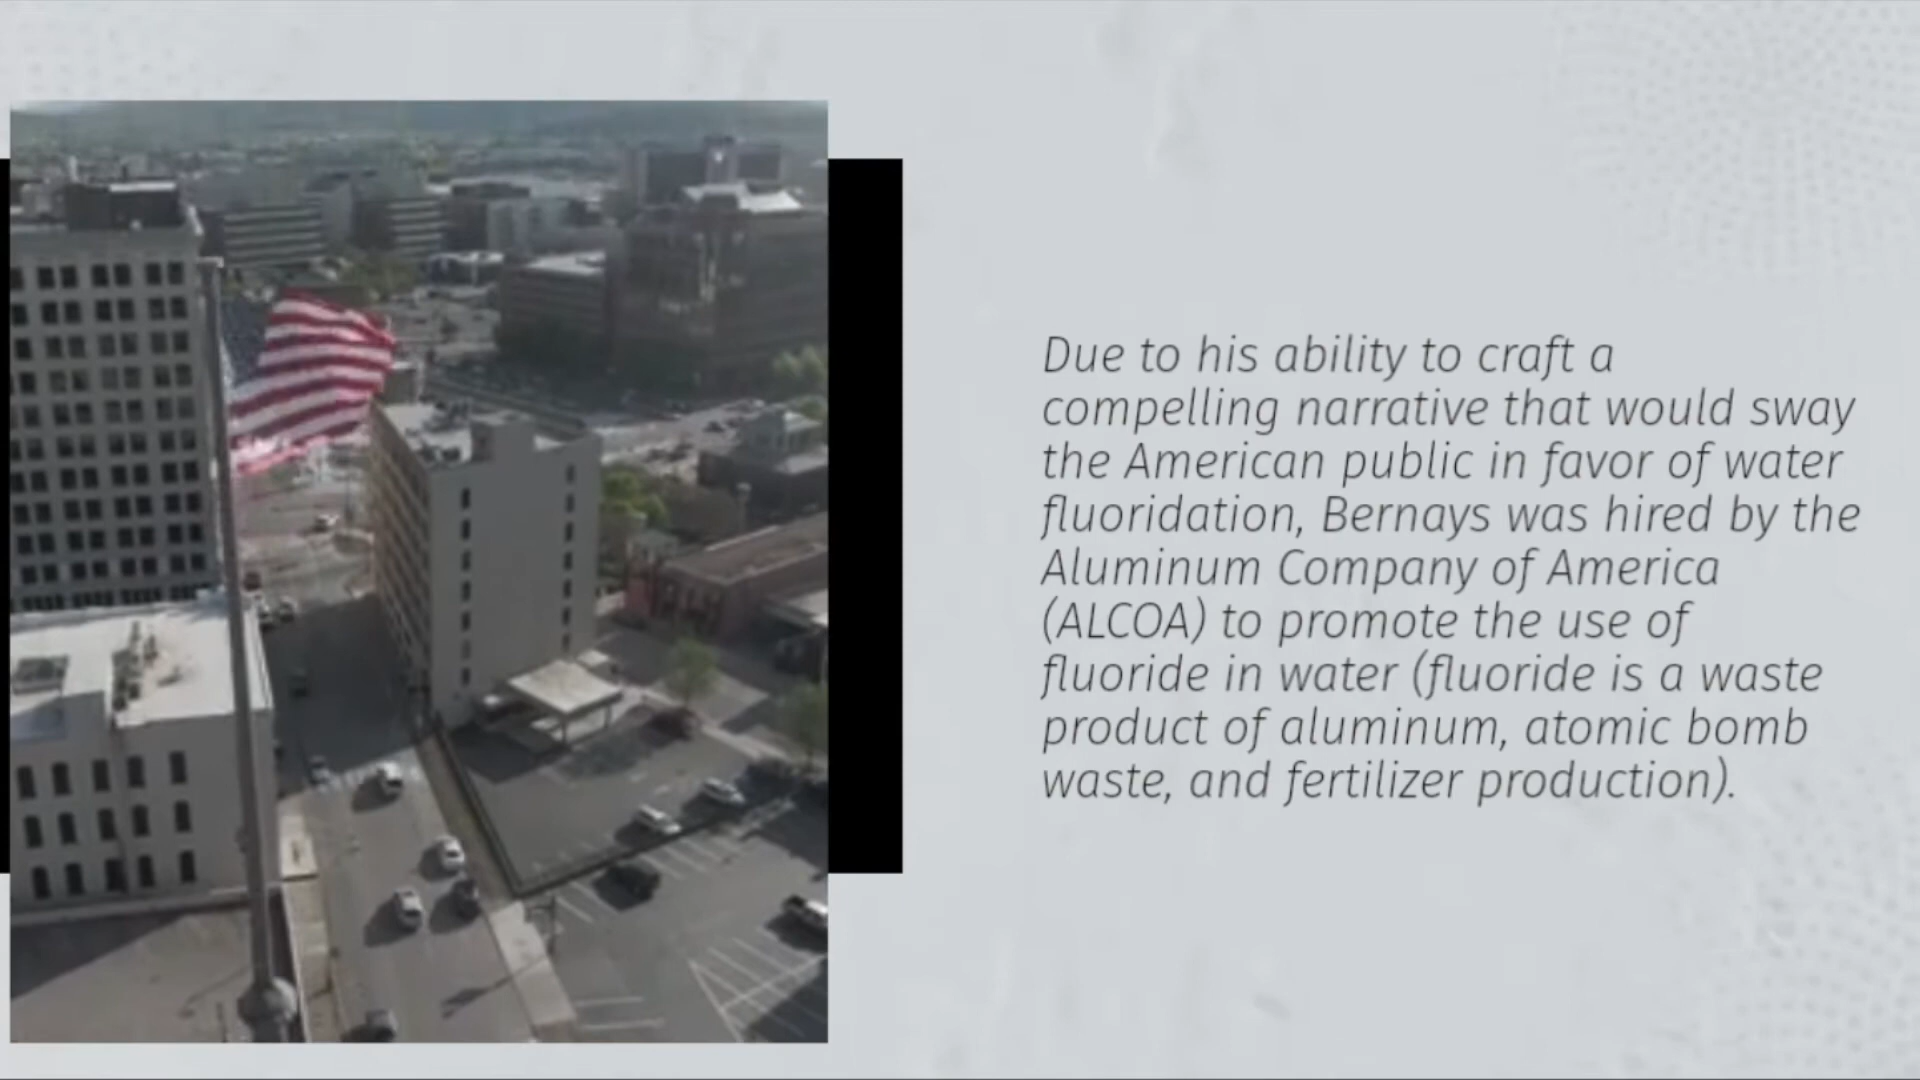 Due to his ability to craft a
compelling narrative that would sway
the American public in favor of water
fluoridation, Bernays was hired by the
Aluminum Company of America
(ALCOA) to promote the use of
fluoride in water (fluoride is a waste
product of aluminum, atomic bomb
waste, and fertilizer production).